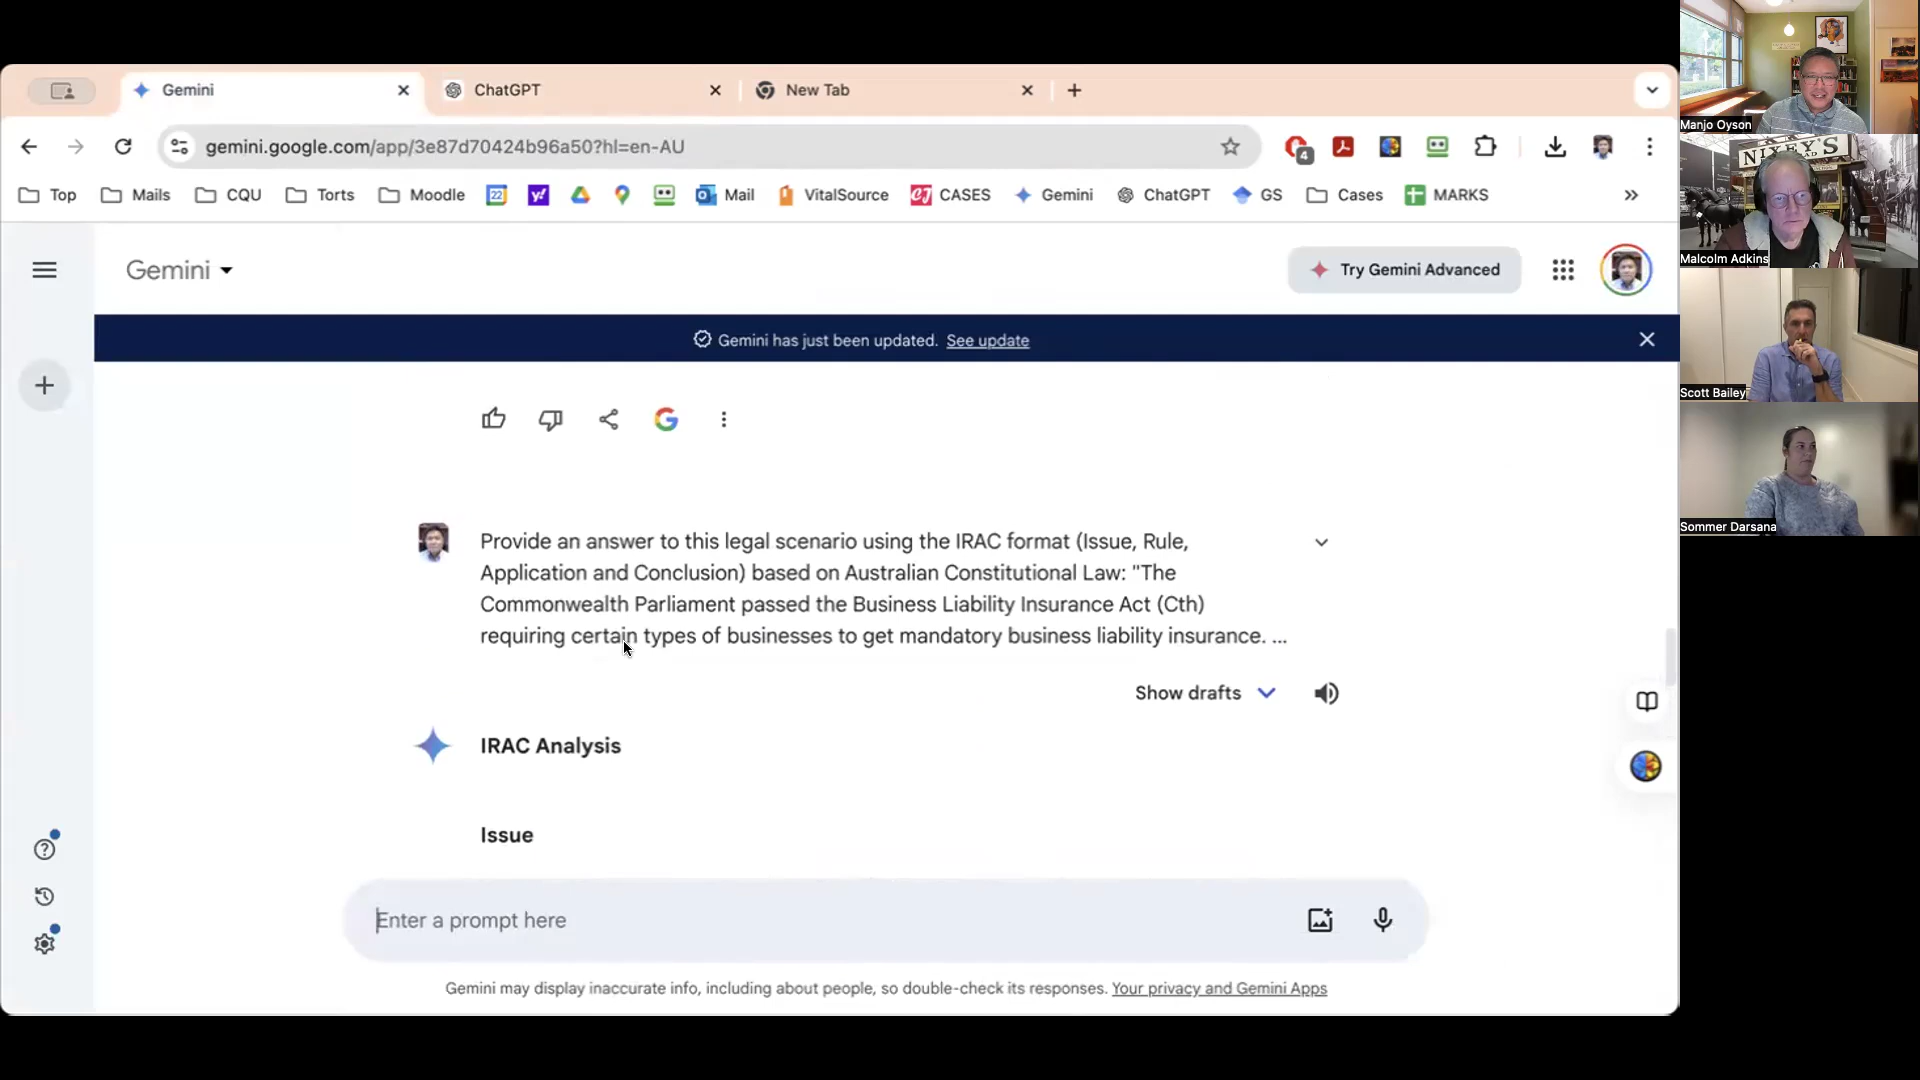 Gemini
ChatGPT
New Tab
gemini.google.com/app/3e87d70424b96a50?hl=en-AU
4
Top
Mails
CQU
Torts
Moodle
22
Mail
VitalSource
CASES
Gemini
ChatGPT
GS
Cases
MARKS
Gemini
Try Gemini Advanced
Gemini has just been updated. See update
Provide an answer to this legal scenario using the IRAC format (Issue, Rule,
Application and Conclusion) based on Australian Constitutional Law: "The
Commonwealth Parliament passed the Business Liability Insurance Act (Cth)
requiring certain types of businesses to get mandatory business liability insurance. ...
Show drafts
IRAC Analysis
Issue
Enter a prompt here
Gemini may display inaccurate info, including about people, so double-check its responses. Your privacy and Gemini Apps
Manjo Oyson
NIXEY'S
Malcolm Adkins
Scott Bailey
Sommer Darsana